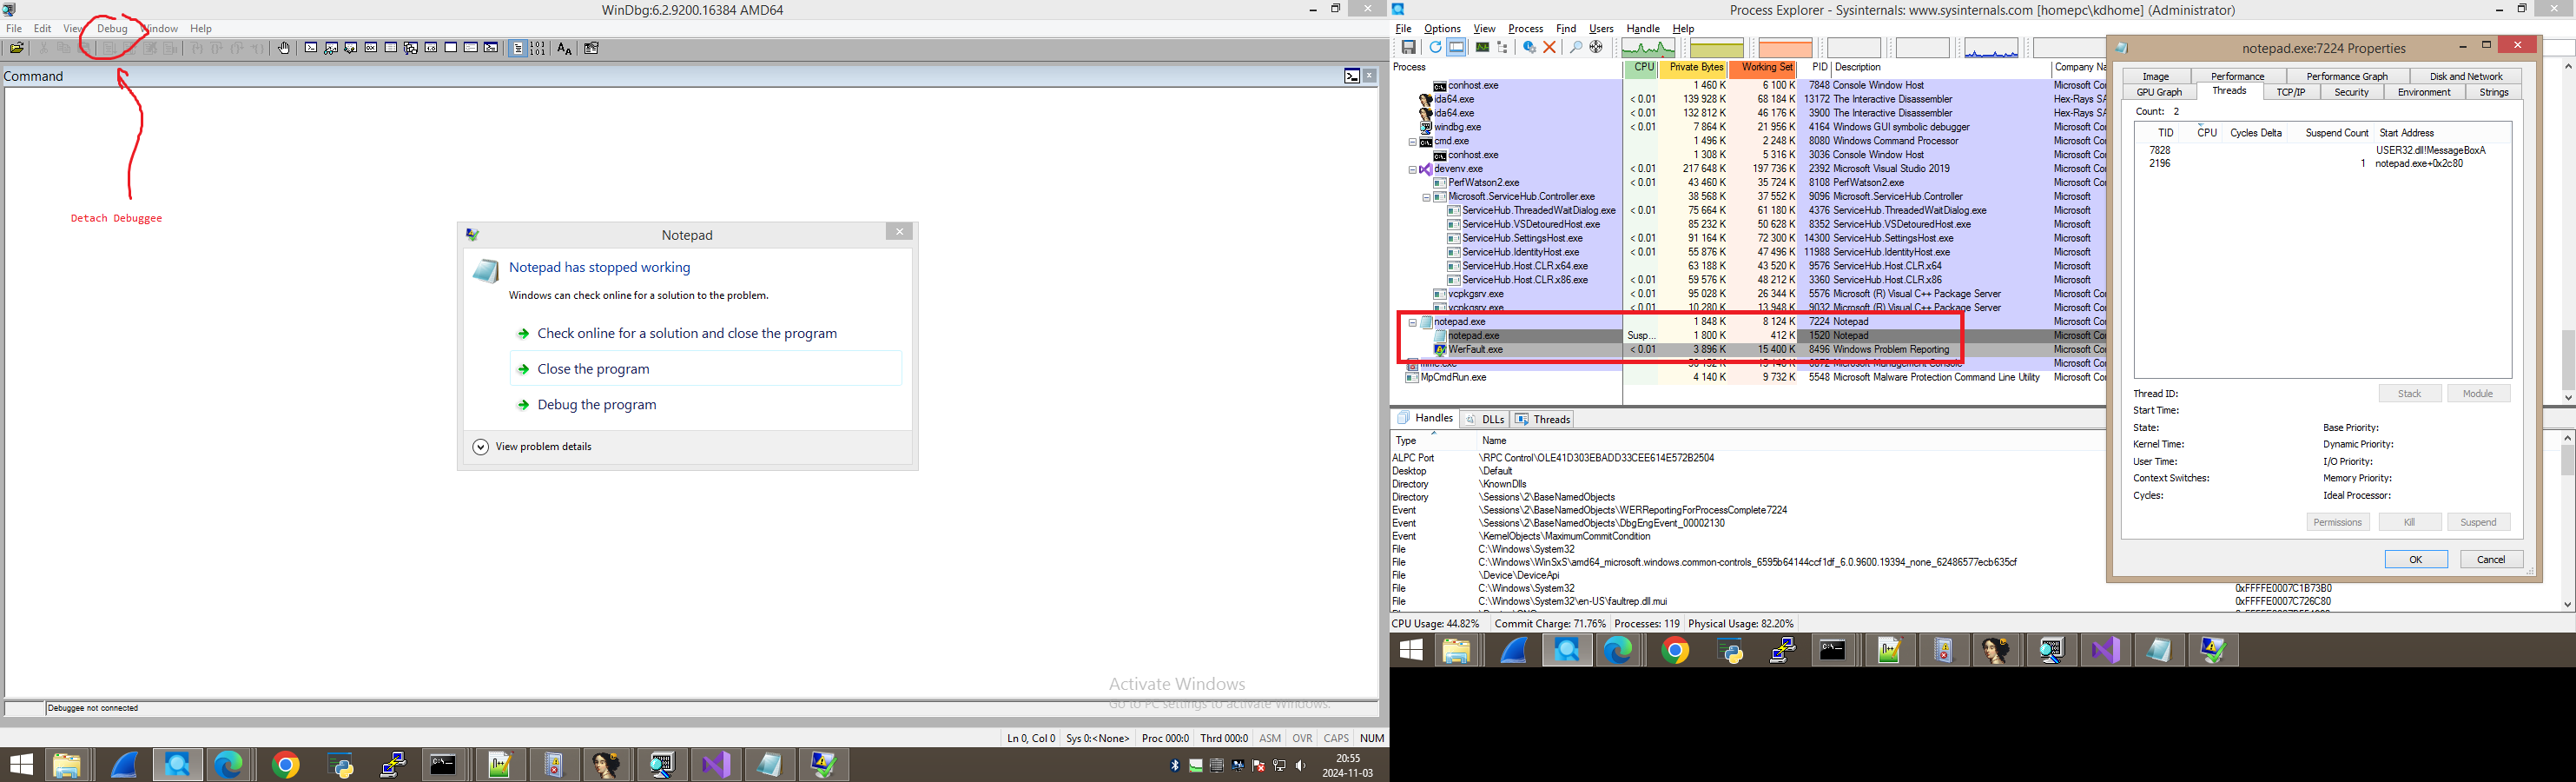 WinDbg:6.2.9200.16384 AMD64
File Edit View Debug Window Help
Command
Detach Debuggee
Notepad
Notepad has stopped working
Windows can check online for a solution to the problem.
Check online for a solution and close the program
Close the program
Debug the program
View problem details
Activate Windows
Go to PC settings to activate Windows.
Debuggee not connected
Ln 0, Col 0 Sys 0:<None> Proc 000:0 Thrd 000:0 ASM OVR CAPS NUM
20:55
2024-11-03
Process Explorer - Sysinternals: www.sysinternals.com [homepc\kdhome] (Administrator)
File Options View Process Find Users Handle Help
Process CPU Private Bytes Working Set PID Description Company Na
conhost.exe 1 460 K 6 100 K 7848 Console Window Host Microsoft Co
ida64.exe < 0.01 139 928 K 68 184 K 13172 The Interactive Disassembler Hex-Rays SA
ida64.exe < 0.01 132 812 K 46 176 K 3900 The Interactive Disassembler Hex-Rays SA
windbg.exe < 0.01 7 864 K 21 956 K 4164 Windows GUI symbolic debugger Microsoft Co
cmd.exe 1 496 K 2 248 K 8080 Windows Command Processor Microsoft Co
conhost.exe 1 308 K 5 316 K 3036 Console Window Host Microsoft Co
devenv.exe < 0.01 217 648 K 197 736 K 2392 Microsoft Visual Studio 2019 Microsoft Co
PerfWatson2.exe < 0.01 43 460 K 35 724 K 8108 PerfWatson2.exe Microsoft Co
Microsoft.ServiceHub.Controller.exe 38 568 K 37 552 K 9096 Microsoft.ServiceHub.Controller Microsoft
ServiceHub.ThreadedWaitDialog.exe < 0.01 75 664 K 61 180 K 4376 ServiceHub.ThreadedWaitDialog.exe Microsoft
ServiceHub.VSDetouredHost.exe 85 232 K 50 628 K 8352 ServiceHub.VSDetouredHost.exe Microsoft
ServiceHub.SettingsHost.exe < 0.01 91 164 K 72 300 K 14300 ServiceHub.SettingsHost.exe Microsoft
ServiceHub.IdentityHost.exe < 0.01 55 876 K 47 496 K 11988 ServiceHub.IdentityHost.exe Microsoft
ServiceHub.Host.CLR.x64.exe 63 188 K 43 520 K 9576 ServiceHub.Host.CLR.x64 Microsoft
ServiceHub.Host.CLR.x86.exe < 0.01 59 576 K 48 212 K 3360 ServiceHub.Host.CLR.x86 Microsoft
vcpkgsrv.exe < 0.01 95 028 K 26 344 K 5576 Microsoft (R) Visual C++ Package Server Microsoft Co
vcpkgsrv.exe < 0.01 10 280 K 13 948 K 9032 Microsoft (R) Visual C++ Package Server Microsoft Co
notepad.exe 1 848 K 8 124 K 7224 Notepad Microsoft Co
notepad.exe Susp... 1 800 K 412 K 1520 Notepad Microsoft Co
WerFault.exe < 0.01 3 896 K 15 400 K 8496 Windows Problem Reporting Microsoft Co
mmc.exe Microsoft Management Console Microsoft Co
MpCmdRun.exe 4 140 K 9 732 K 5548 Microsoft Malware Protection Command Line Utility Microsoft Co
Handles DLLs Threads
Type Name
ALPC Port \RPC Control\OLE41D303EBADD33CEE614E572B2504
Desktop \Default
Directory \KnownDlls
Directory \Sessions\2\BaseNamedObjects
Event \Sessions\2\BaseNamedObjects\WERReportingForProcessComplete7224
Event \Sessions\2\BaseNamedObjects\DbgEngEvent_00002130
Event \KernelObjects\MaximumCommitCondition
File C:\Windows\System32
File C:\Windows\WinSxS\amd64_microsoft.windows.common-controls_6595b64144ccf1df_6.0.9600.19394_none_62486577ecb635cf
File \Device\DeviceApi
File C:\Windows\System32 0xFFFFE0007C1B73B0
File C:\Windows\System32\en-US\faultrep.dll.mui 0xFFFFE0007C726C80
CPU Usage: 44.82% Commit Charge: 71.76% Processes: 119 Physical Usage: 82.20%
notepad.exe:7224 Properties
Image Performance Performance Graph Disk and Network
GPU Graph Threads TCP/IP Security Environment Strings
Count: 2
TID CPU Cycles Delta Suspend Count Start Address
7828 USER32.dll!MessageBoxA
2196 1 notepad.exe+0x2c80
Thread ID: Stack Module
Start Time:
State: Base Priority:
Kernel Time: Dynamic Priority:
User Time: I/O Priority:
Context Switches: Memory Priority:
Cycles: Ideal Processor:
Permissions Kill Suspend
OK Cancel